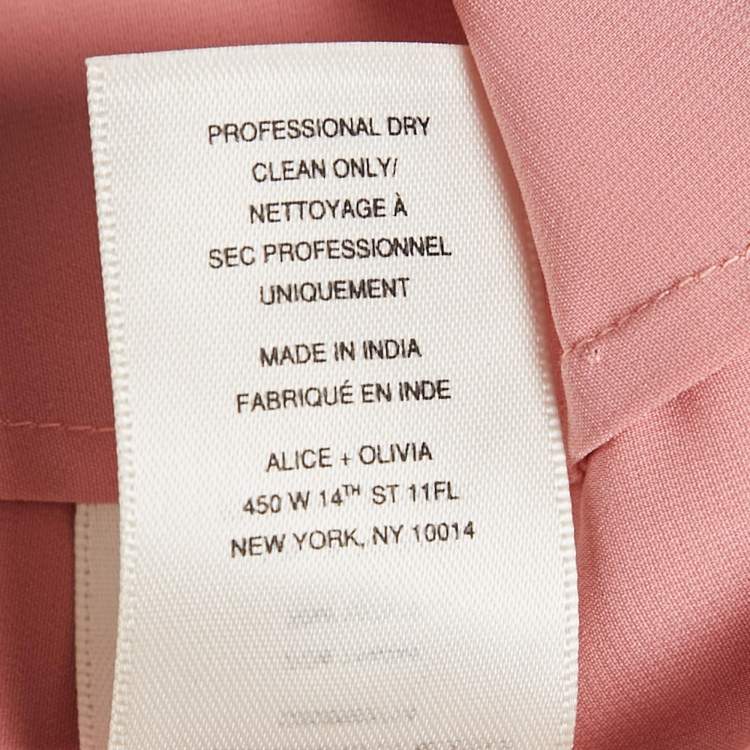 PROFESSIONAL DRY
CLEAN ONLY/
NETTOYAGE À
SEC PROFESSIONNEL
UNIQUEMENT
MADE IN INDIA
FABRIQUÉ EN INDE
ALICE + OLIVIA
450 W 14TH ST 11FL
NEW YORK, NY 10014